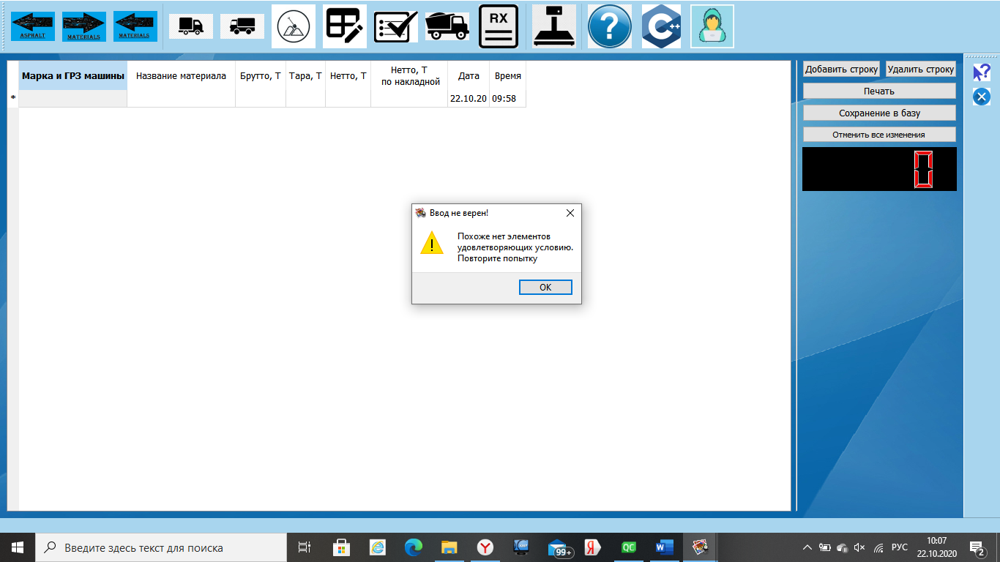 ASPHALT
MATERIALS
MATERIALS
RX
?
C++
Марка и ГРЗ машины
Название материала
Брутто, Т
Тара, Т
Нетто, Т
Нетто, Т
по накладной
Дата
Время
*
22.10.20
09:58
Добавить строку
Удалить строку
Печать
Сохранение в базу
Отменить все изменения
0
?
Ввод не верен!
Похоже нет элементов
удовлетворяющих условию.
Повторите попытку
OK
Введите здесь текст для поиска
99+
Я
QC
W
РУС
10:07
22.10.2020
2